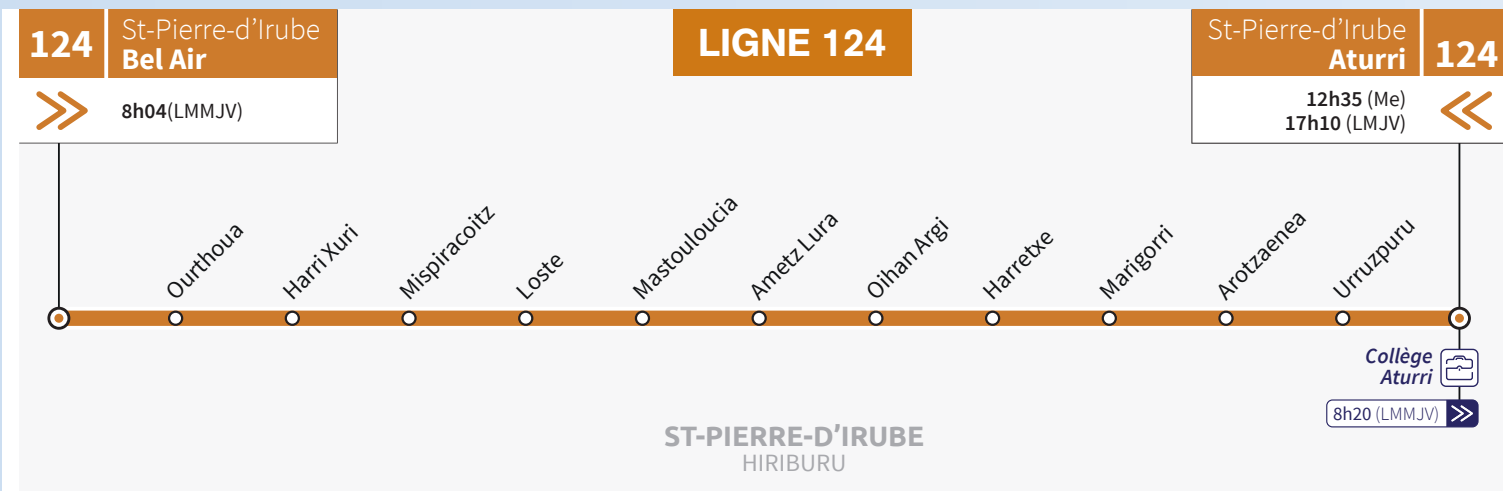 124
St-Pierre-d'Irube
Bel Air
8h04(LMMJV)
LIGNE 124
St-Pierre-d'Irube
Aturri
124
12h35 (Me)
17h10 (LMJV)
Ourthoua
Harri Xuri
Mispiracoitz
Loste
Mastouloucia
Ametz Lura
Oihan Argi
Harretxe
Marigorri
Arotzaenea
Urruzpuru
Collège
Aturri
8h20 (LMMJV)
ST-PIERRE-D'IRUBE
HIRIBURU